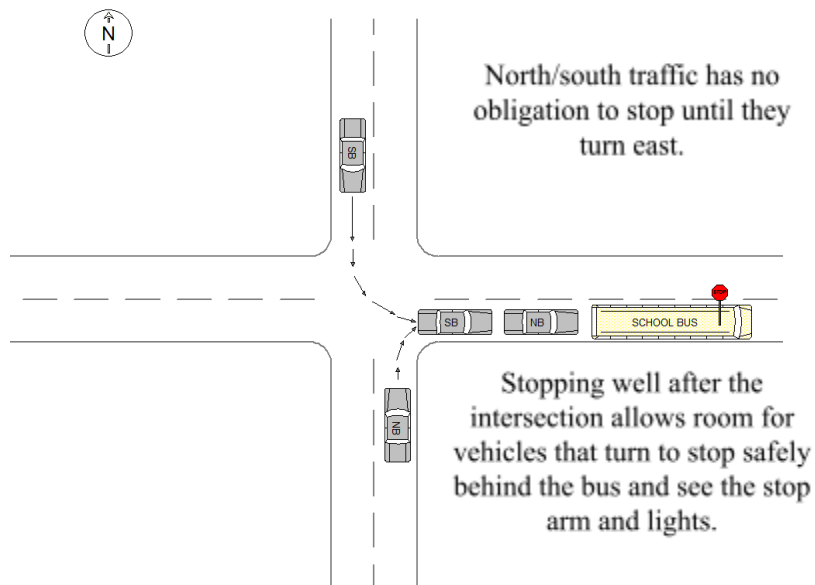 N
North/south traffic has no
obligation to stop until they
turn east.
SB
SB
NB
SCHOOL BUS
STOP
NB
Stopping well after the
intersection allows room for
vehicles that turn to stop safely
behind the bus and see the stop
arm and lights.